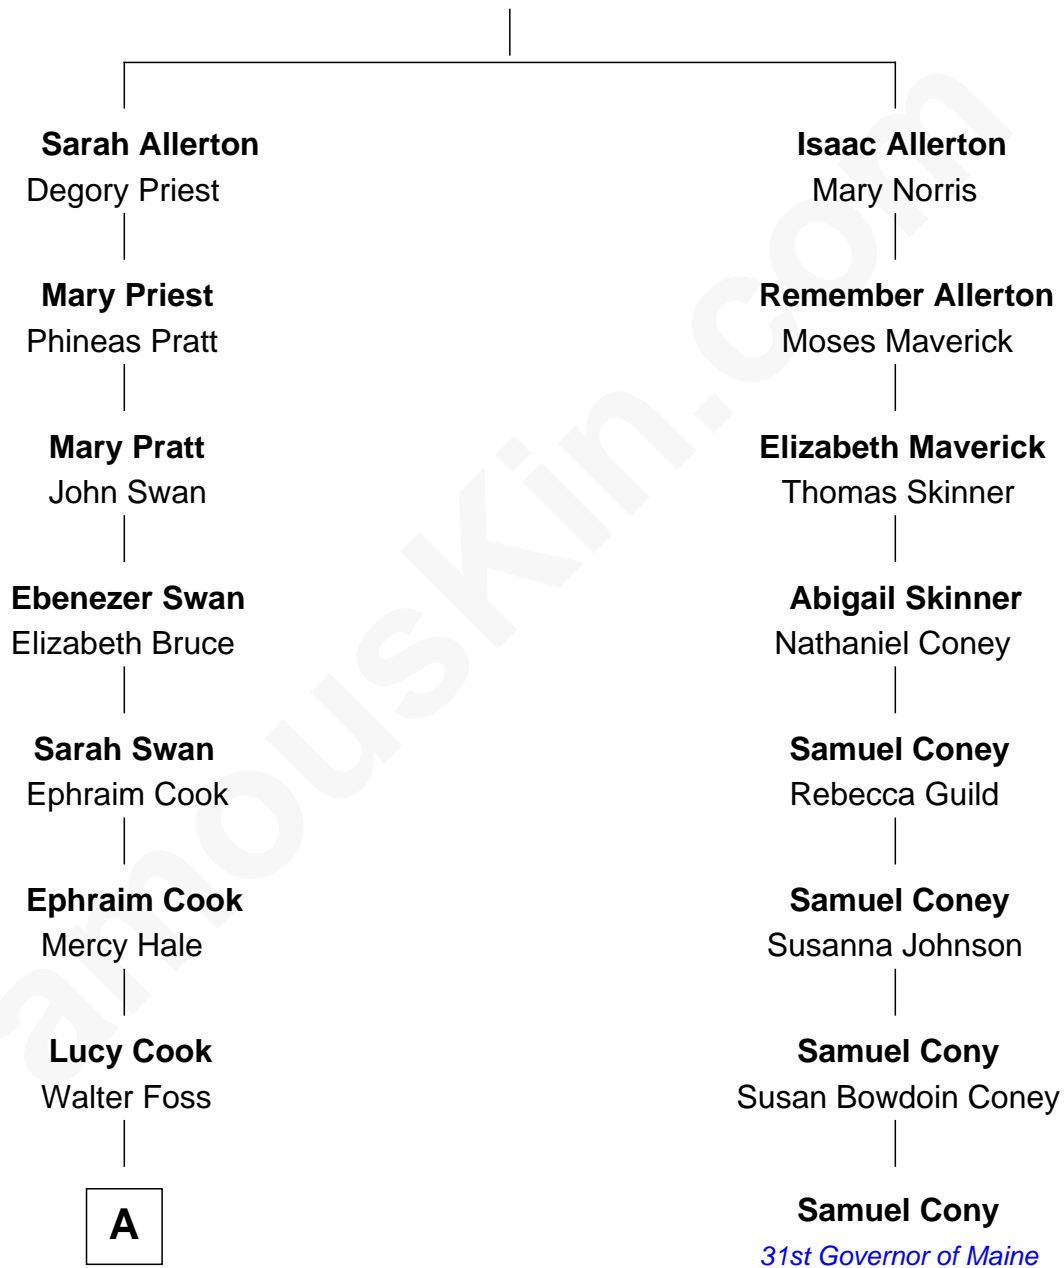 Sarah Allerton
Degory Priest
Mary Priest
Phineas Pratt
Mary Pratt
John Swan
Ebenezer Swan
Elizabeth Bruce
Sarah Swan
Ephraim Cook
Ephraim Cook
Mercy Hale
Lucy Cook
Walter Foss
A
Isaac Allerton
Mary Norris
Remember Allerton
Moses Maverick
Elizabeth Maverick
Thomas Skinner
Abigail Skinner
Nathaniel Coney
Samuel Coney
Rebecca Guild
Samuel Coney
Susanna Johnson
Samuel Cony
Susan Bowdoin Coney
Samuel Cony
31st Governor of Maine
amouskin.com